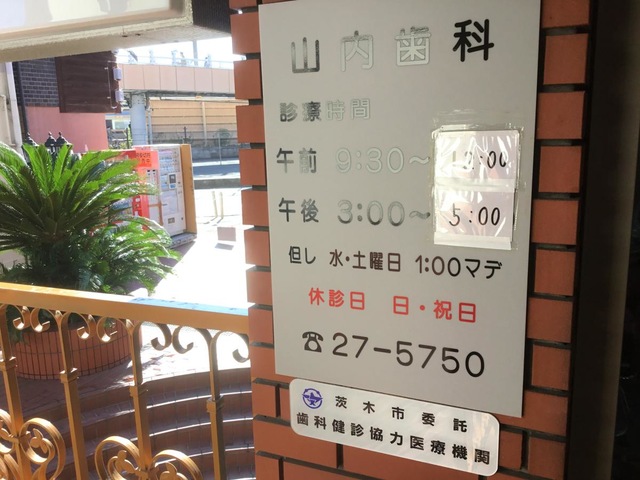 山内歯科
診療時間
午前 9:30~12:00
午後 3:00~5:00
但し 水・土曜日 1:00マデ
休診日 日・祝日
☎27-5750
茨木市委託
歯科健診協力医療機関